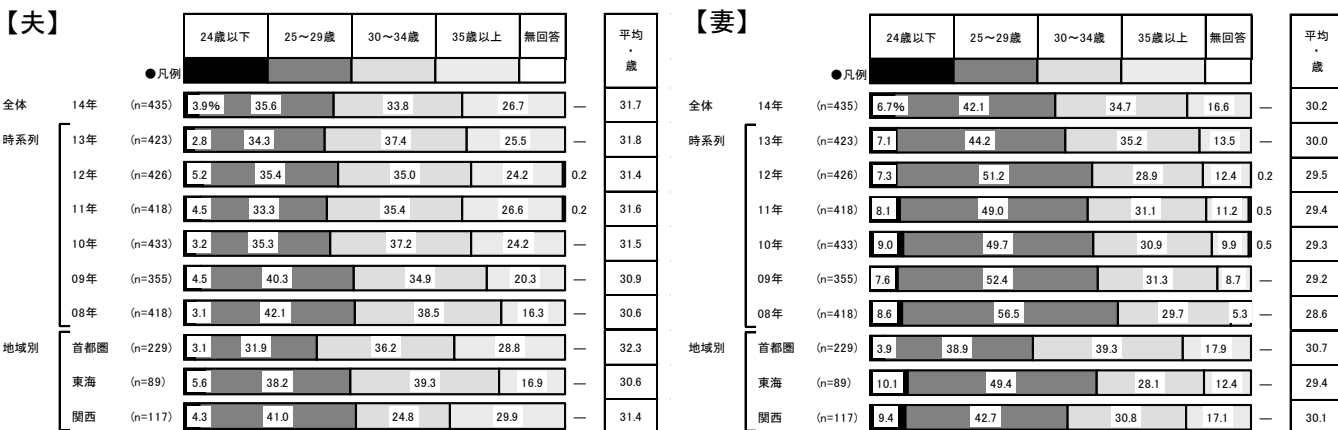 【夫】
24歳以下 25～29歳 30～34歳 35歳以上 無回答 平均・歳
●凡例
全体 14年 (n=435) 3.9% 35.6 33.8 26.7 — 31.7
時系列 13年 (n=423) 2.8 34.3 37.4 25.5 — 31.8
12年 (n=426) 5.2 35.4 35.0 24.2 0.2 31.4
11年 (n=418) 4.5 33.3 35.4 26.6 0.2 31.6
10年 (n=433) 3.2 35.3 37.2 24.2 — 31.5
09年 (n=355) 4.5 40.3 34.9 20.3 — 30.9
08年 (n=418) 3.1 42.1 38.5 16.3 — 30.6
地域別 首都圏 (n=229) 3.1 31.9 36.2 28.8 — 32.3
東海 (n=89) 5.6 38.2 39.3 16.9 — 30.6
関西 (n=117) 4.3 41.0 24.8 29.9 — 31.4
【妻】
24歳以下 25～29歳 30～34歳 35歳以上 無回答 平均・歳
●凡例
全体 14年 (n=435) 6.7% 42.1 34.7 16.6 — 30.2
時系列 13年 (n=423) 7.1 44.2 35.2 13.5 — 30.0
12年 (n=426) 7.3 51.2 28.9 12.4 0.2 29.5
11年 (n=418) 8.1 49.0 31.1 11.2 0.5 29.4
10年 (n=433) 9.0 49.7 30.9 9.9 0.5 29.3
09年 (n=355) 7.6 52.4 31.3 8.7 — 29.2
08年 (n=418) 8.6 56.5 29.7 5.3 — 28.6
地域別 首都圏 (n=229) 3.9 38.9 39.3 17.9 — 30.7
東海 (n=89) 10.1 49.4 28.1 12.4 — 29.4
関西 (n=117) 9.4 42.7 30.8 17.1 — 30.1